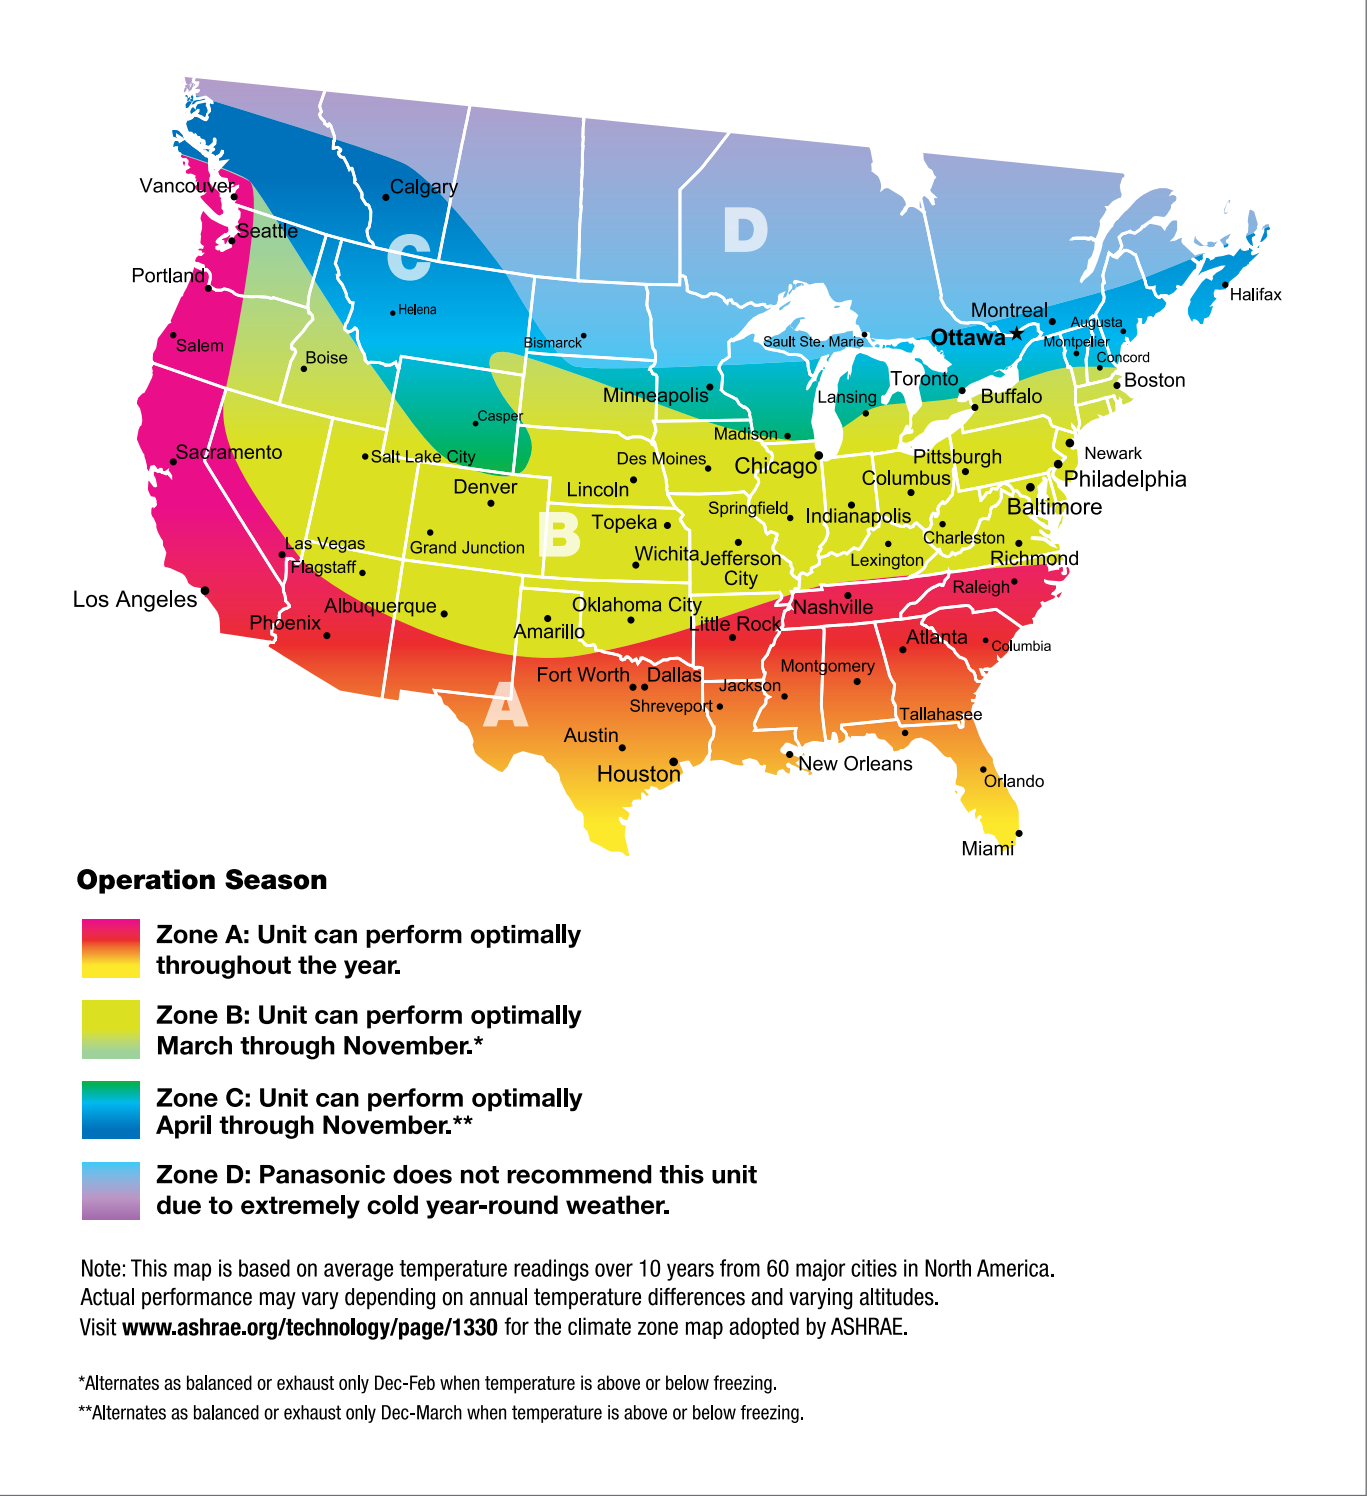 Vancouver
Calgary
C
D
Seattle
Portland
Helena
Halifax
Montreal
Augusta
Salem
Bismarck
Sault Ste. Marie
Ottawa
Montpelier
Boise
Concord
Toronto
Boston
Minneapolis
Lansing
Buffalo
Casper
Madison
Sacramento
Salt Lake City
Des Moines
Chicago
Pittsburgh
Newark
Denver
Lincoln
Columbus
Philadelphia
Springfield
Indianapolis
Baltimore
B
Topeka
Las Vegas
Grand Junction
Wichita
Jefferson
City
Lexington
Charleston
Richmond
Flagstaff
Raleigh
Los Angeles
Albuquerque
Oklahoma City
Nashville
Phoenix
Amarillo
Little Rock
Atlanta
Columbia
Fort Worth
Dallas
Jackson
Montgomery
A
Shreveport
Tallahasee
Austin
Houston
New Orleans
Orlando
Miami
Operation Season
Zone A: Unit can perform optimally
throughout the year.
Zone B: Unit can perform optimally
March through November.*
Zone C: Unit can perform optimally
April through November.**
Zone D: Panasonic does not recommend this unit
due to extremely cold year-round weather.
Note: This map is based on average temperature readings over 10 years from 60 major cities in North America.
Actual performance may vary depending on annual temperature differences and varying altitudes.
Visit www.ashrae.org/technology/page/1330 for the climate zone map adopted by ASHRAE.
*Alternates as balanced or exhaust only Dec-Feb when temperature is above or below freezing.
**Alternates as balanced or exhaust only Dec-March when temperature is above or below freezing.